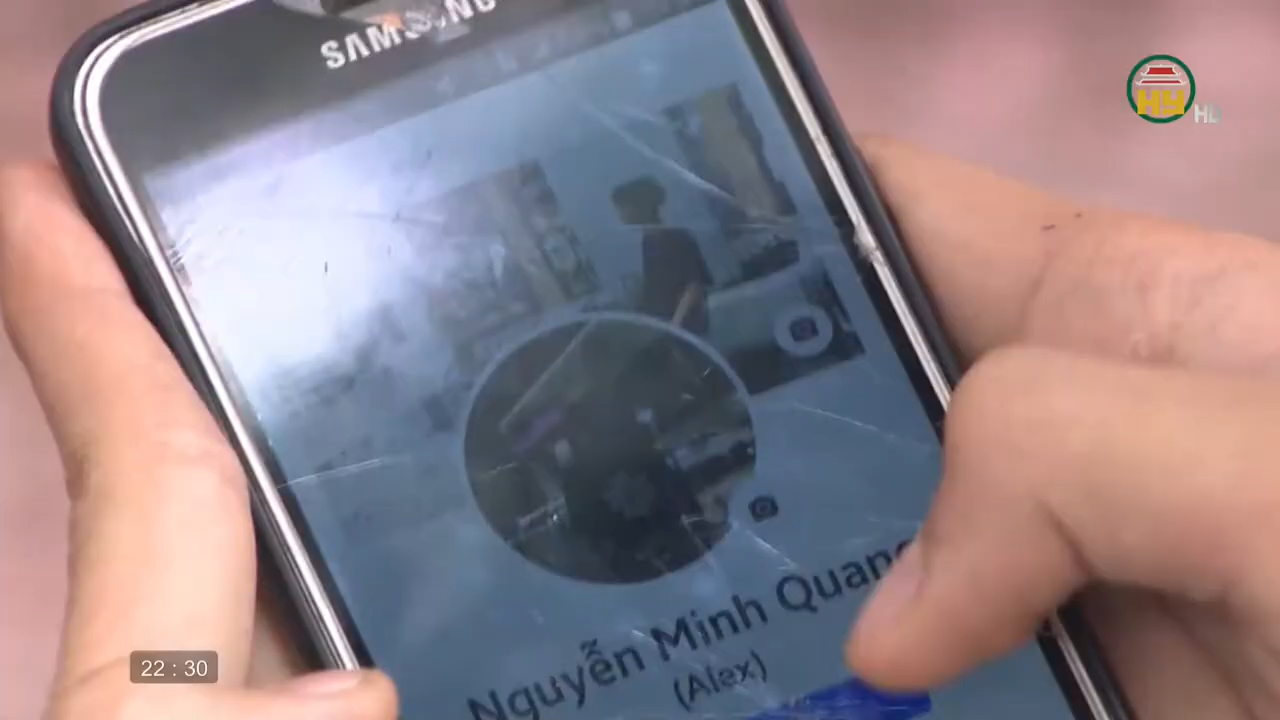 SAMSUNG
HY
HD
Nguyễn Minh Quang
(Alex)
22 : 30